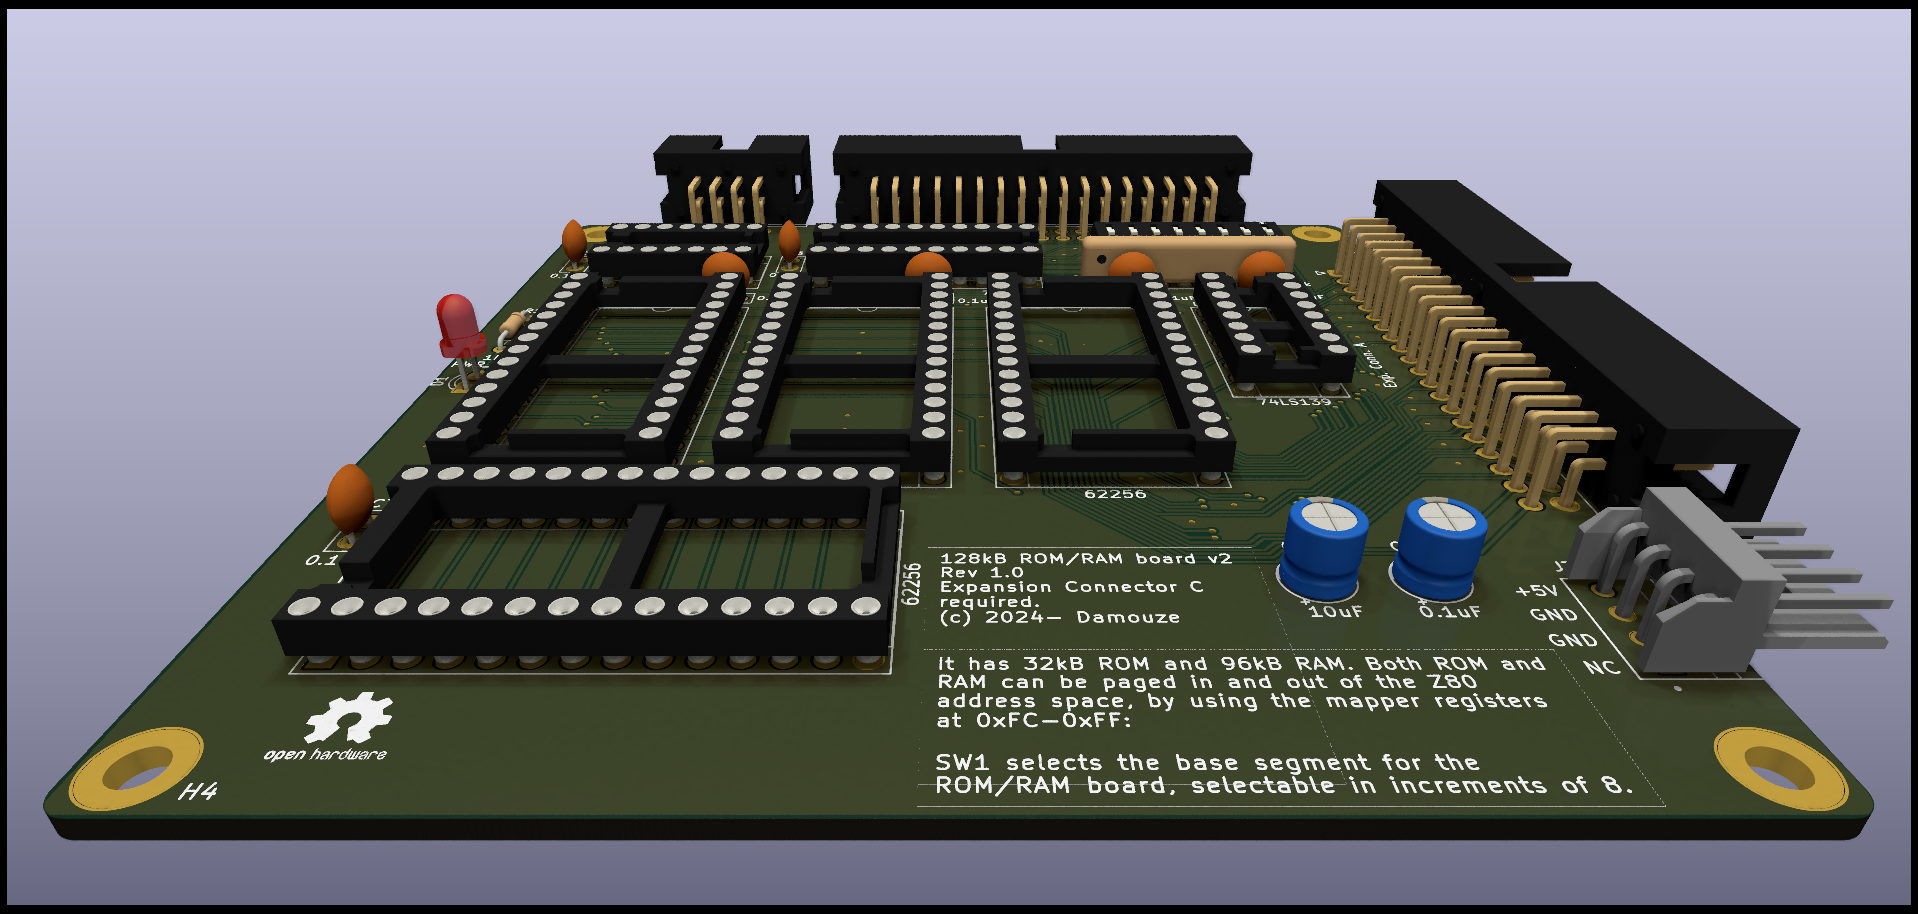 74LS139
Exp. Conn. A
62256
62256
0.1
128kB ROM/RAM board v2
Rev 1.0
Expansion Connector C
required.
(c) 2024- Damouze
10uF
0.1uF
+5V
GND
GND
NC
it has 32kB ROM and 96kB RAM. Both ROM and
RAM can be paged in and out of the Z80
address space, by using the mapper registers
at 0xFC-0xFF:
SW1 selects the base segment for the
ROM/RAM board, selectable in increments of 8.
open hardware
H4